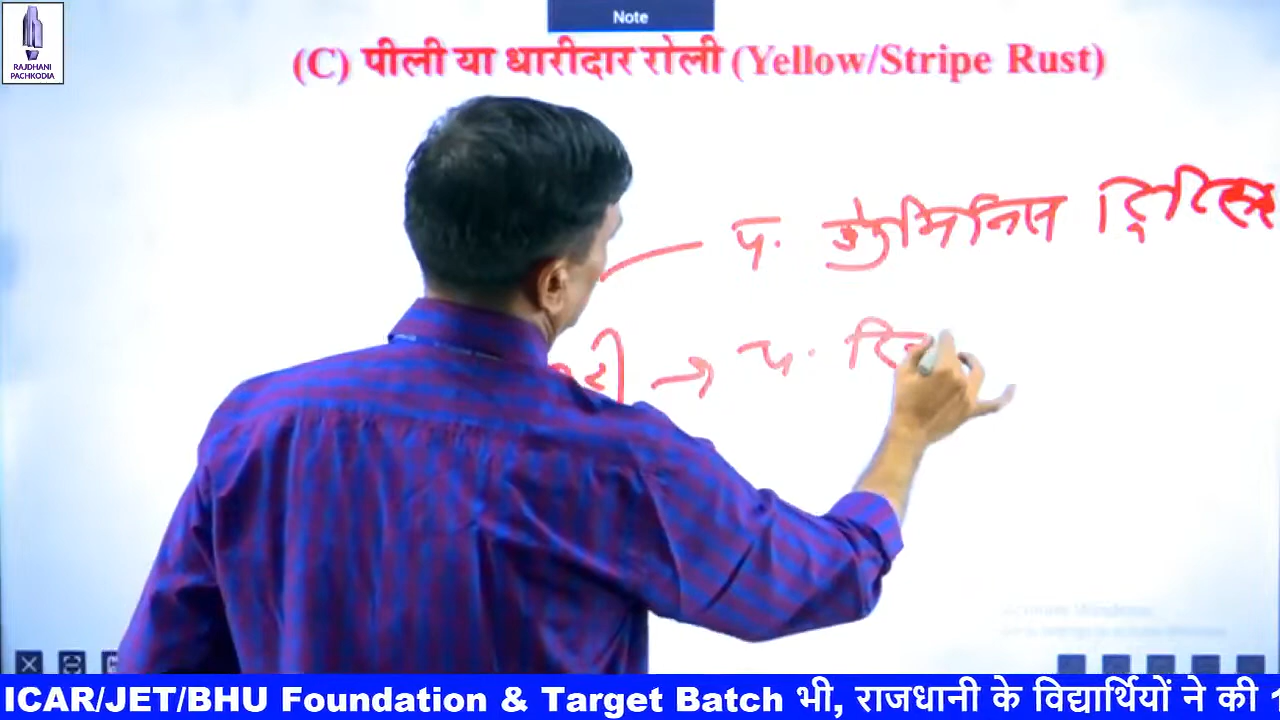 Note
RAJDHANI
PACHKODIA
(C) पीली या धारीदार रोली (Yellow/Stripe Rust)
प. ट्रिटिसाई
→ प.
ICAR/JET/BHU Foundation & Target Batch भी, राजधानी के विद्यार्थियों ने की